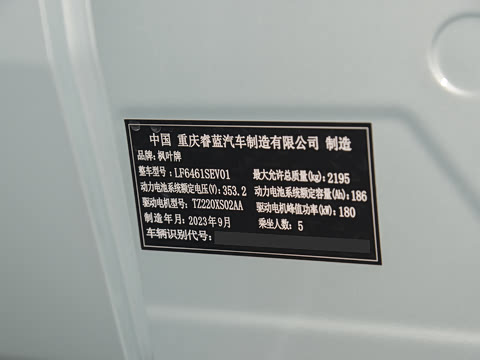 中国 重庆睿蓝汽车制造有限公司 制造
品牌:枫叶牌
整车型号:LF6461SEV01 最大允许总质量(kg):2195
动力电池系统额定电压(V):353.2 动力电池系统额定容量(Ah):186
驱动电机型号:TZ220XS02AA 驱动电机峰值功率(kW):180
制造年月:2023年9月 乘坐人数:5
车辆识别代号: